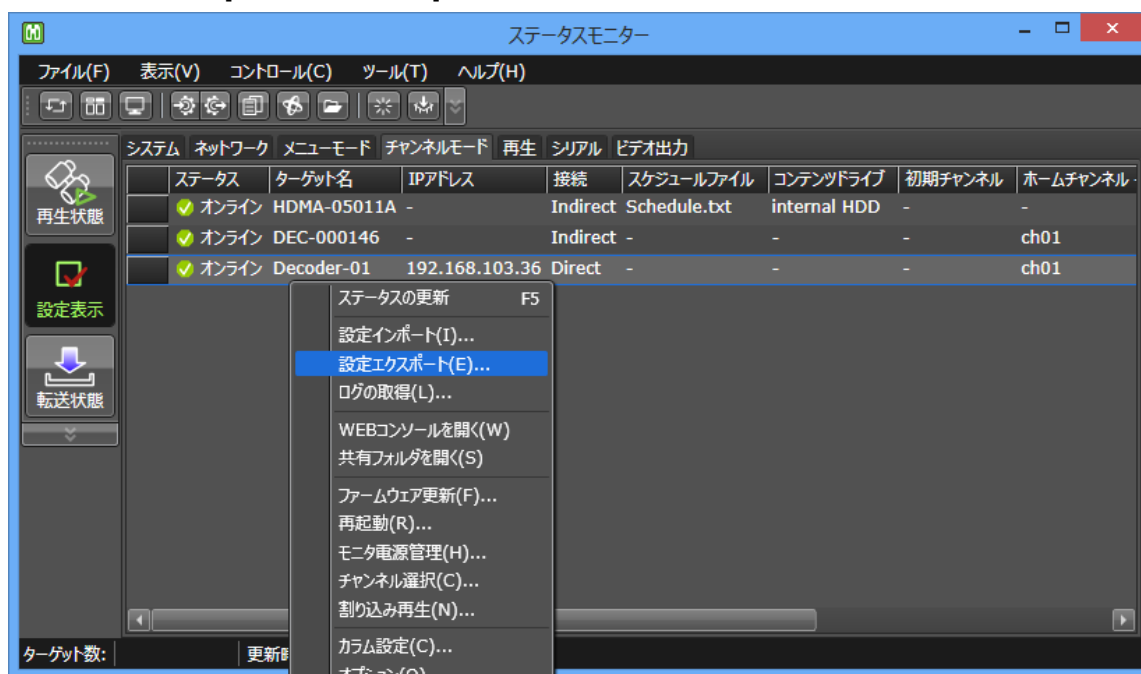 ステータスモニター
ファイル(F) 表示(V) コントロール(C) ツール(T) ヘルプ(H)
システム ネットワーク メニューモード チャンネルモード 再生 シリアル ビデオ出力
ステータス ターゲット名 IPアドレス 接続 スケジュールファイル コンテンツドライブ 初期チャンネル ホームチャンネル
オンライン HDMA-05011A - Indirect Schedule.txt internal HDD - -
オンライン DEC-000146 - Indirect - - - ch01
オンライン Decoder-01 192.168.103.36 Direct - - - ch01
再生状態
設定表示
転送状態
ステータスの更新 F5
設定インポート(I)...
設定エクスポート(E)...
ログの取得(L)...
WEBコンソールを開く(W)
共有フォルダを開く(S)
ファームウェア更新(F)...
再起動(R)...
モニタ電源管理(H)...
チャンネル選択(C)...
割り込み再生(N)...
カラム設定(C)...
ターゲット数: 更新